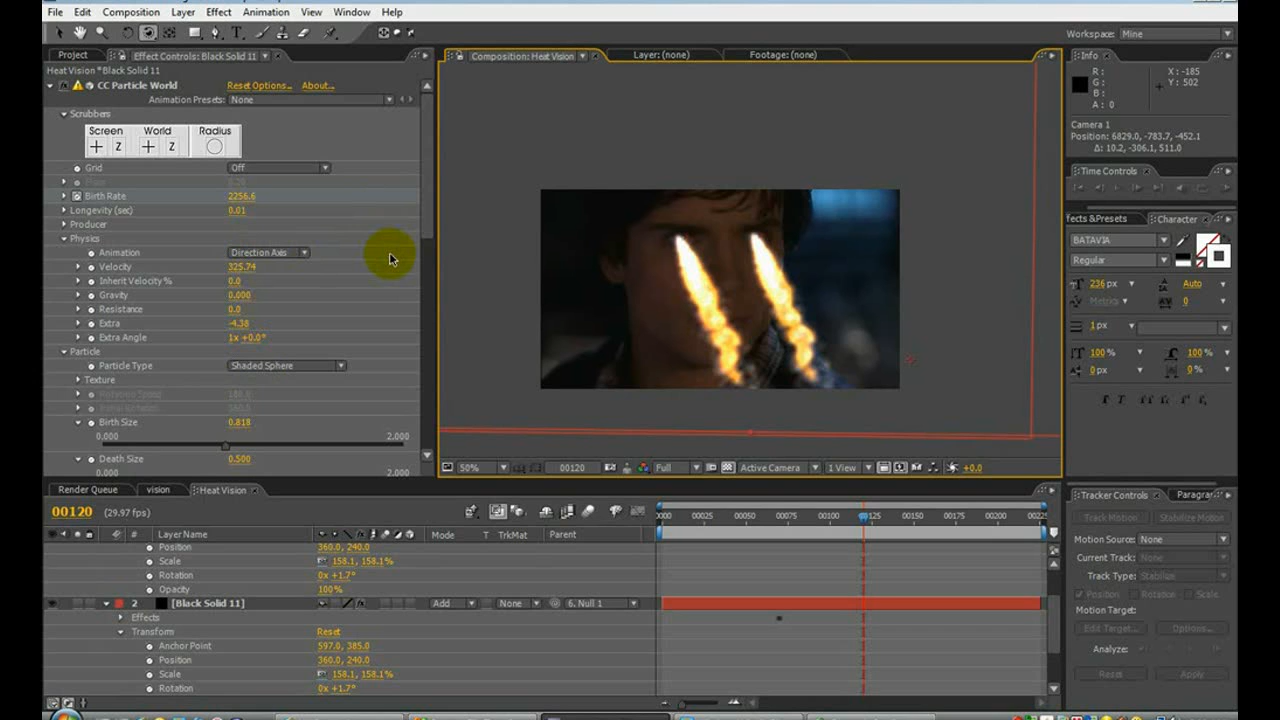 File Edit Composition Layer Effect Animation View Window Help
Workspace: Mine
Project Effect Controls: Black Solid 11
Composition: Heat Vision Layer: (none) Footage: (none)
Info
Heat Vision * Black Solid 11
CC Particle World Reset Options... About...
Animation Presets: None
Scrubbers
Screen World Radius
Z Z
Grid Off
Birth Rate 2256.6
Longevity (sec) 0.01
Producer
Physics
Animation Direction Axis
Velocity 325.74
Inherit Velocity % 0.0
Gravity 0.000
Resistance 0.0
Extra -4.38
Extra Angle 1x +0.0°
Particle
Particle Type Shaded Sphere
Texture
Birth Size 0.818
0.000 2.000
Death Size 0.500
0.000 2.000
R : X : -185
G : Y : 502
B :
A : 0
Camera 1
Position: 6829.0, -783.7, -452.1
Δ: 10.2, -306.1, 511.0
Time Controls
ffects&Presets Character
BATAVIA
Regular
236 px Auto
Metrics 0
1 px
100 % 100 %
0 px 0 %
50% 00120 Full Active Camera 1 View +0.0
Render Queue vision Heat Vision
00120 (29.97 fps)
0000 00025 00050 00075 00100 00125 00150 00175 00200 00225
# Layer Name Mode T TrkMat Parent
Position 360.0, 240.0
Scale 158.1, 158.1%
Rotation 0x +1.7°
Opacity 100%
2 [Black Solid 11] Add None 6. Null 1
Effects
Transform Reset
Anchor Point 597.0, 385.0
Position 360.0, 240.0
Scale 158.1, 158.1%
Rotation 0x +1.7°
Tracker Controls Paragra
Track Motion Stabilize Motion
Motion Source: None
Current Track: None
Track Type: Stabilize
Position Rotation Scale
Motion Target:
Edit Target... Options...
Analyze:
Reset Apply